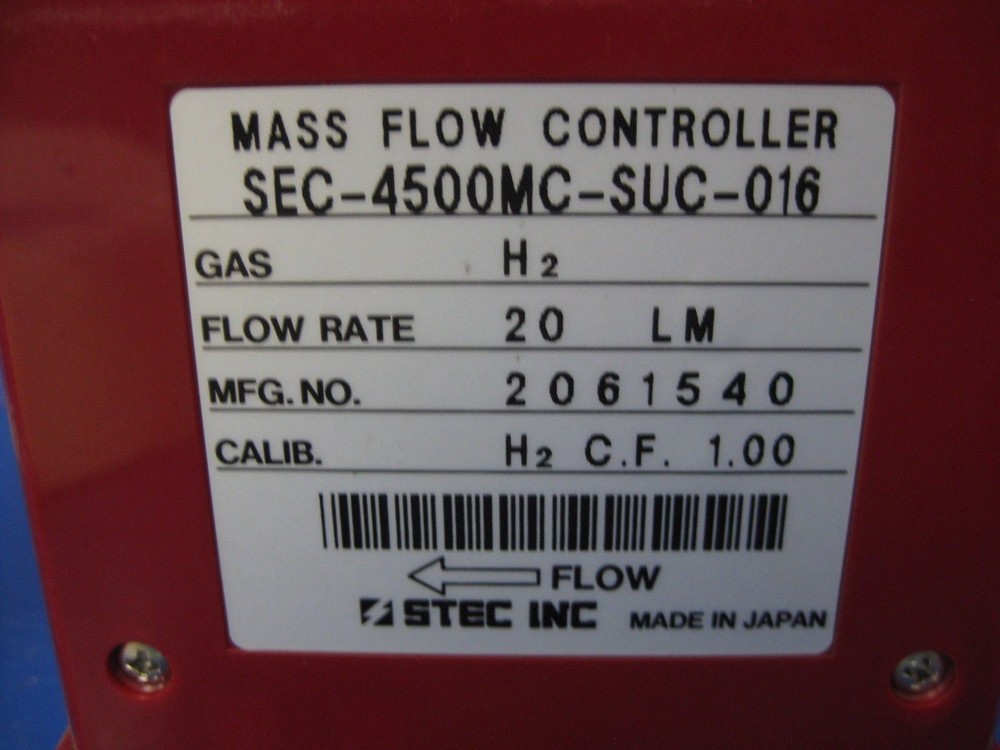 MASS FLOW CONTROLLER
SEC-4500MC-SUC-016
GAS H2
FLOW RATE 20 LM
MFG. NO. 2061540
CALIB. H2 C.F. 1.00
FLOW
STEC INC MADE IN JAPAN